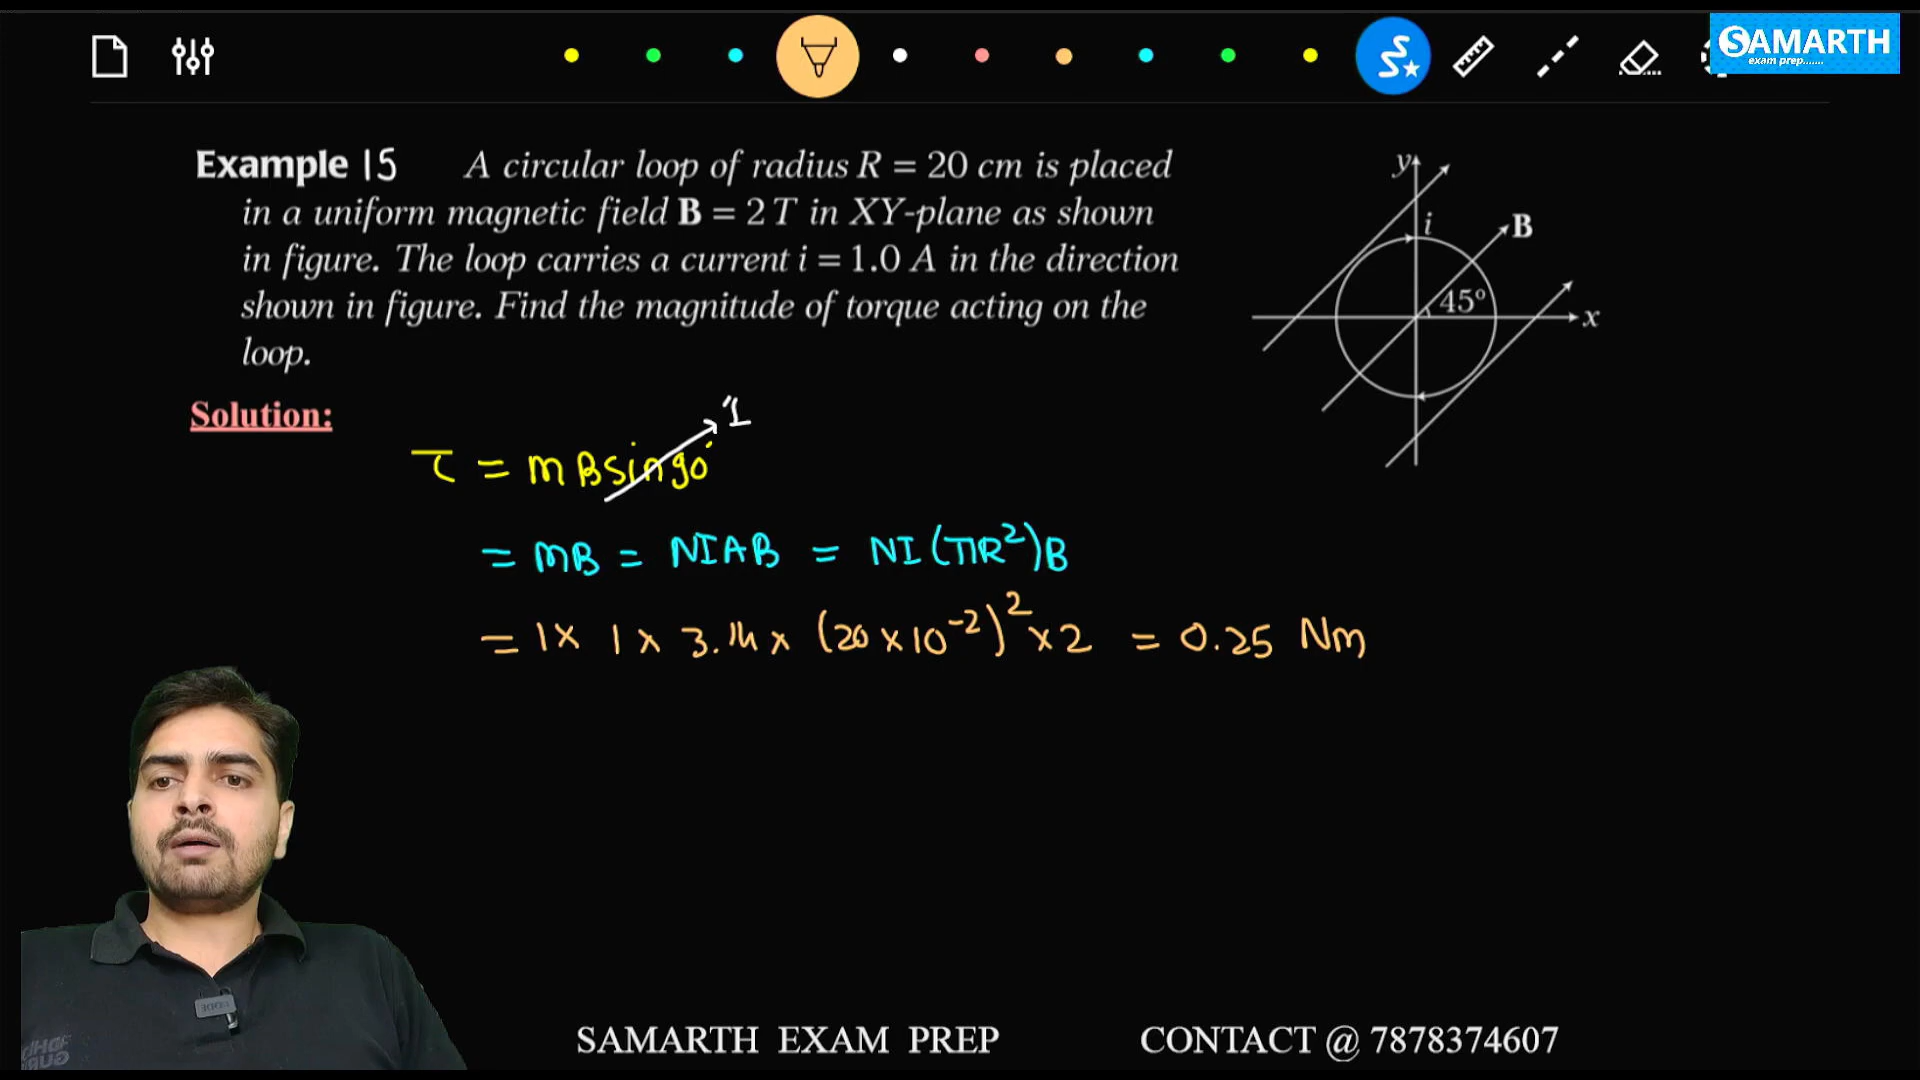 SAMARTH
exam prep.......
Example 15 A circular loop of radius R = 20 cm is placed
in a uniform magnetic field B = 2 T in XY-plane as shown
in figure. The loop carries a current i = 1.0 A in the direction
shown in figure. Find the magnitude of torque acting on the
loop.
y
i
B
45°
x
Solution:
τ = mBsin90° 1
= MB = NIAB = NI(πR²)B
= 1 × 1 × 3.14 × (20 × 10⁻²)² × 2 = 0.25 Nm
SAMARTH EXAM PREP CONTACT @ 7878374607